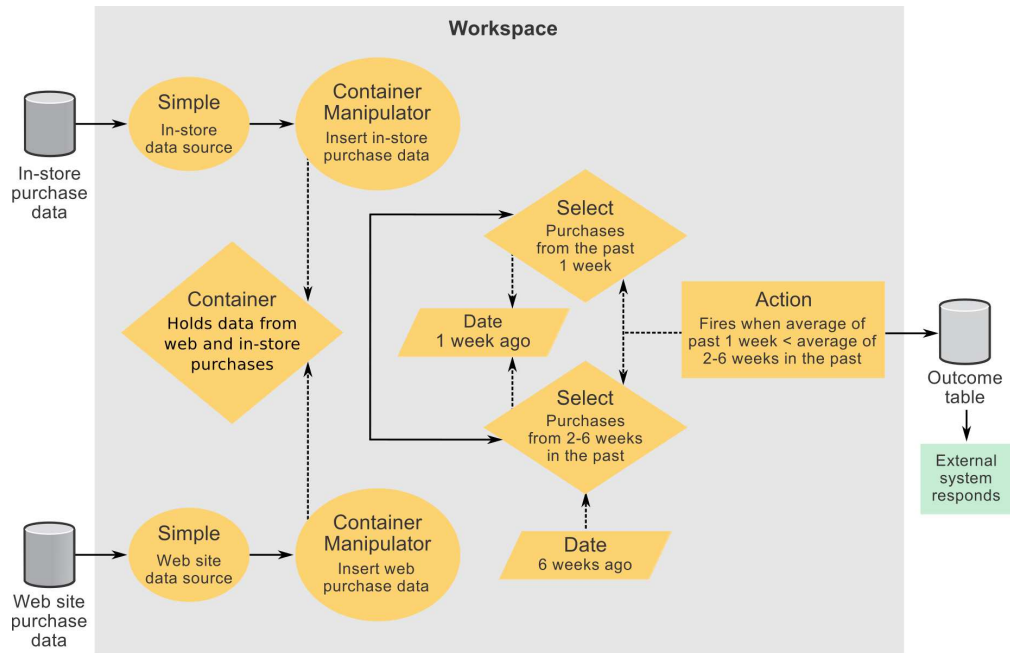 Workspace
Simple
In-store
data source
Container
Manipulator
Insert in-store
purchase data
In-store
purchase
data
Select
Purchases
from the past
1 week
Container
Holds data from
web and in-store
purchases
Date
1 week ago
Action
Fires when average of
past 1 week < average of
2-6 weeks in the past
Outcome
table
Select
Purchases
from 2-6 weeks
in the past
External
system
responds
Simple
Web site
data source
Container
Manipulator
Insert web
purchase data
Date
6 weeks ago
Web site
purchase
data